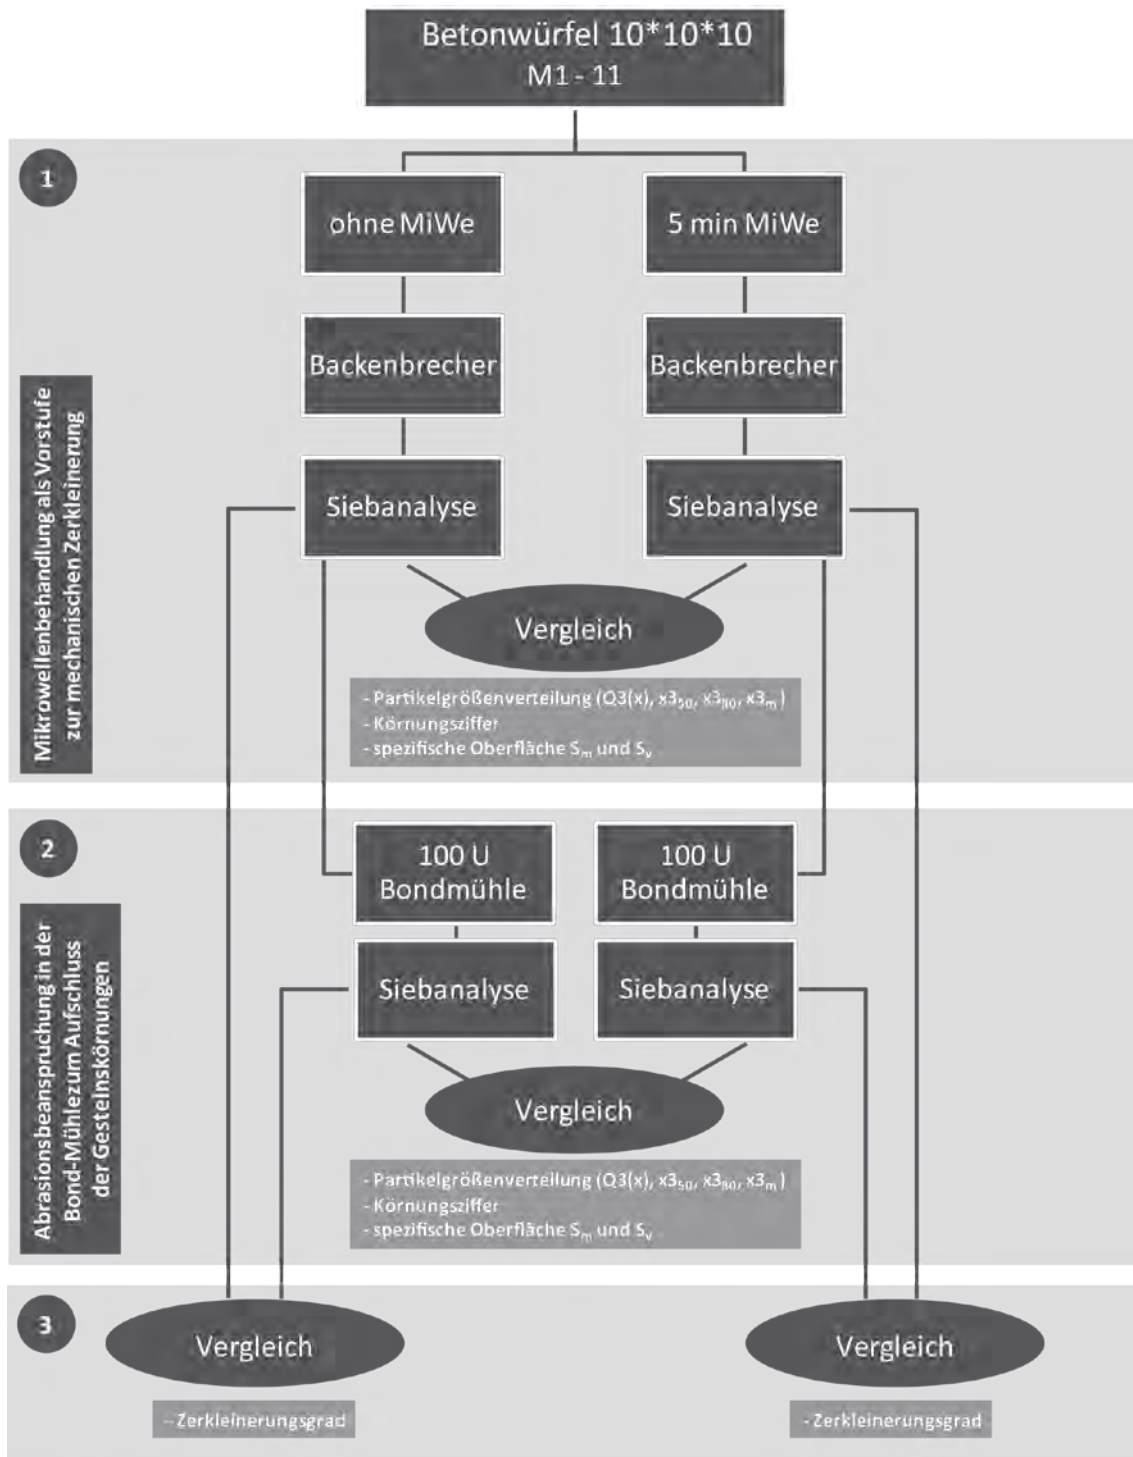 Betonwürfel 10*10*10
M1 - 11
1
ohne MiWe
5 min MiWe
Backenbrecher
Backenbrecher
Siebanalyse
Siebanalyse
Mikrowellenbehandlung als Vorstufe
zur mechanischen Zerkleinerung
Vergleich
- Partikelgrößenverteilung (Q3(x), x3₅₀, x3₈₀, x3ₘ)
- Körnungsziffer
- spezifische Oberfläche Sₘ und Sᵥ
2
100 U
Bondmühle
100 U
Bondmühle
Siebanalyse
Siebanalyse
Abrasionsbeanspruchung in der
Bond-Mühlezum Aufschluss
der Gesteinskörnungen
Vergleich
- Partikelgrößenverteilung (Q3(x), x3₅₀, x3₈₀, x3ₘ)
- Körnungsziffer
- spezifische Oberfläche Sₘ und Sᵥ
3
Vergleich
Vergleich
- Zerkleinerungsgrad
- Zerkleinerungsgrad